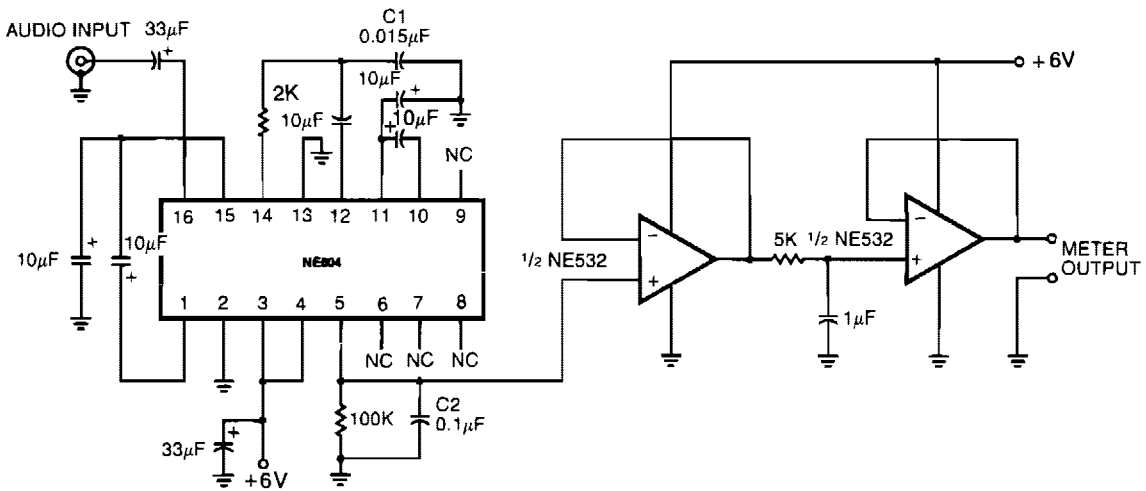 C1
AUDIO INPUT 33µF 0.015µF
+
10µF +6V
2K +
10µF 10µF
+
NC
16 15 14 13 12 11 10 9
+ 10µF − 5K 1/2 NE532 − METER
10µF NE604 1/2 NE532 + + OUTPUT
+
1 2 3 4 5 6 7 8 1µF
NC NC NC
C2
100K 0.1µF
33µF +
+6V